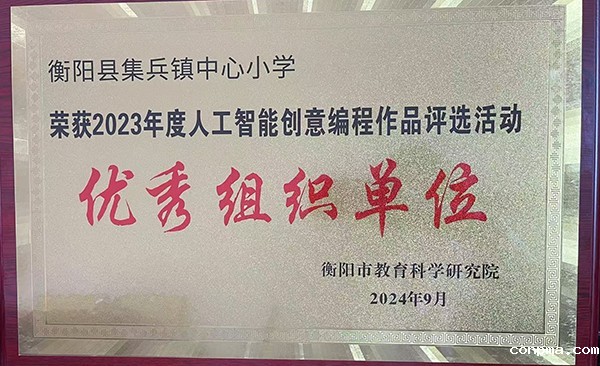 衡阳县集兵镇中心小学
荣获2023年度人工智能创意编程作品评选活动
优秀组织单位
衡阳市教育科学研究院
2024年9月
conpma.com